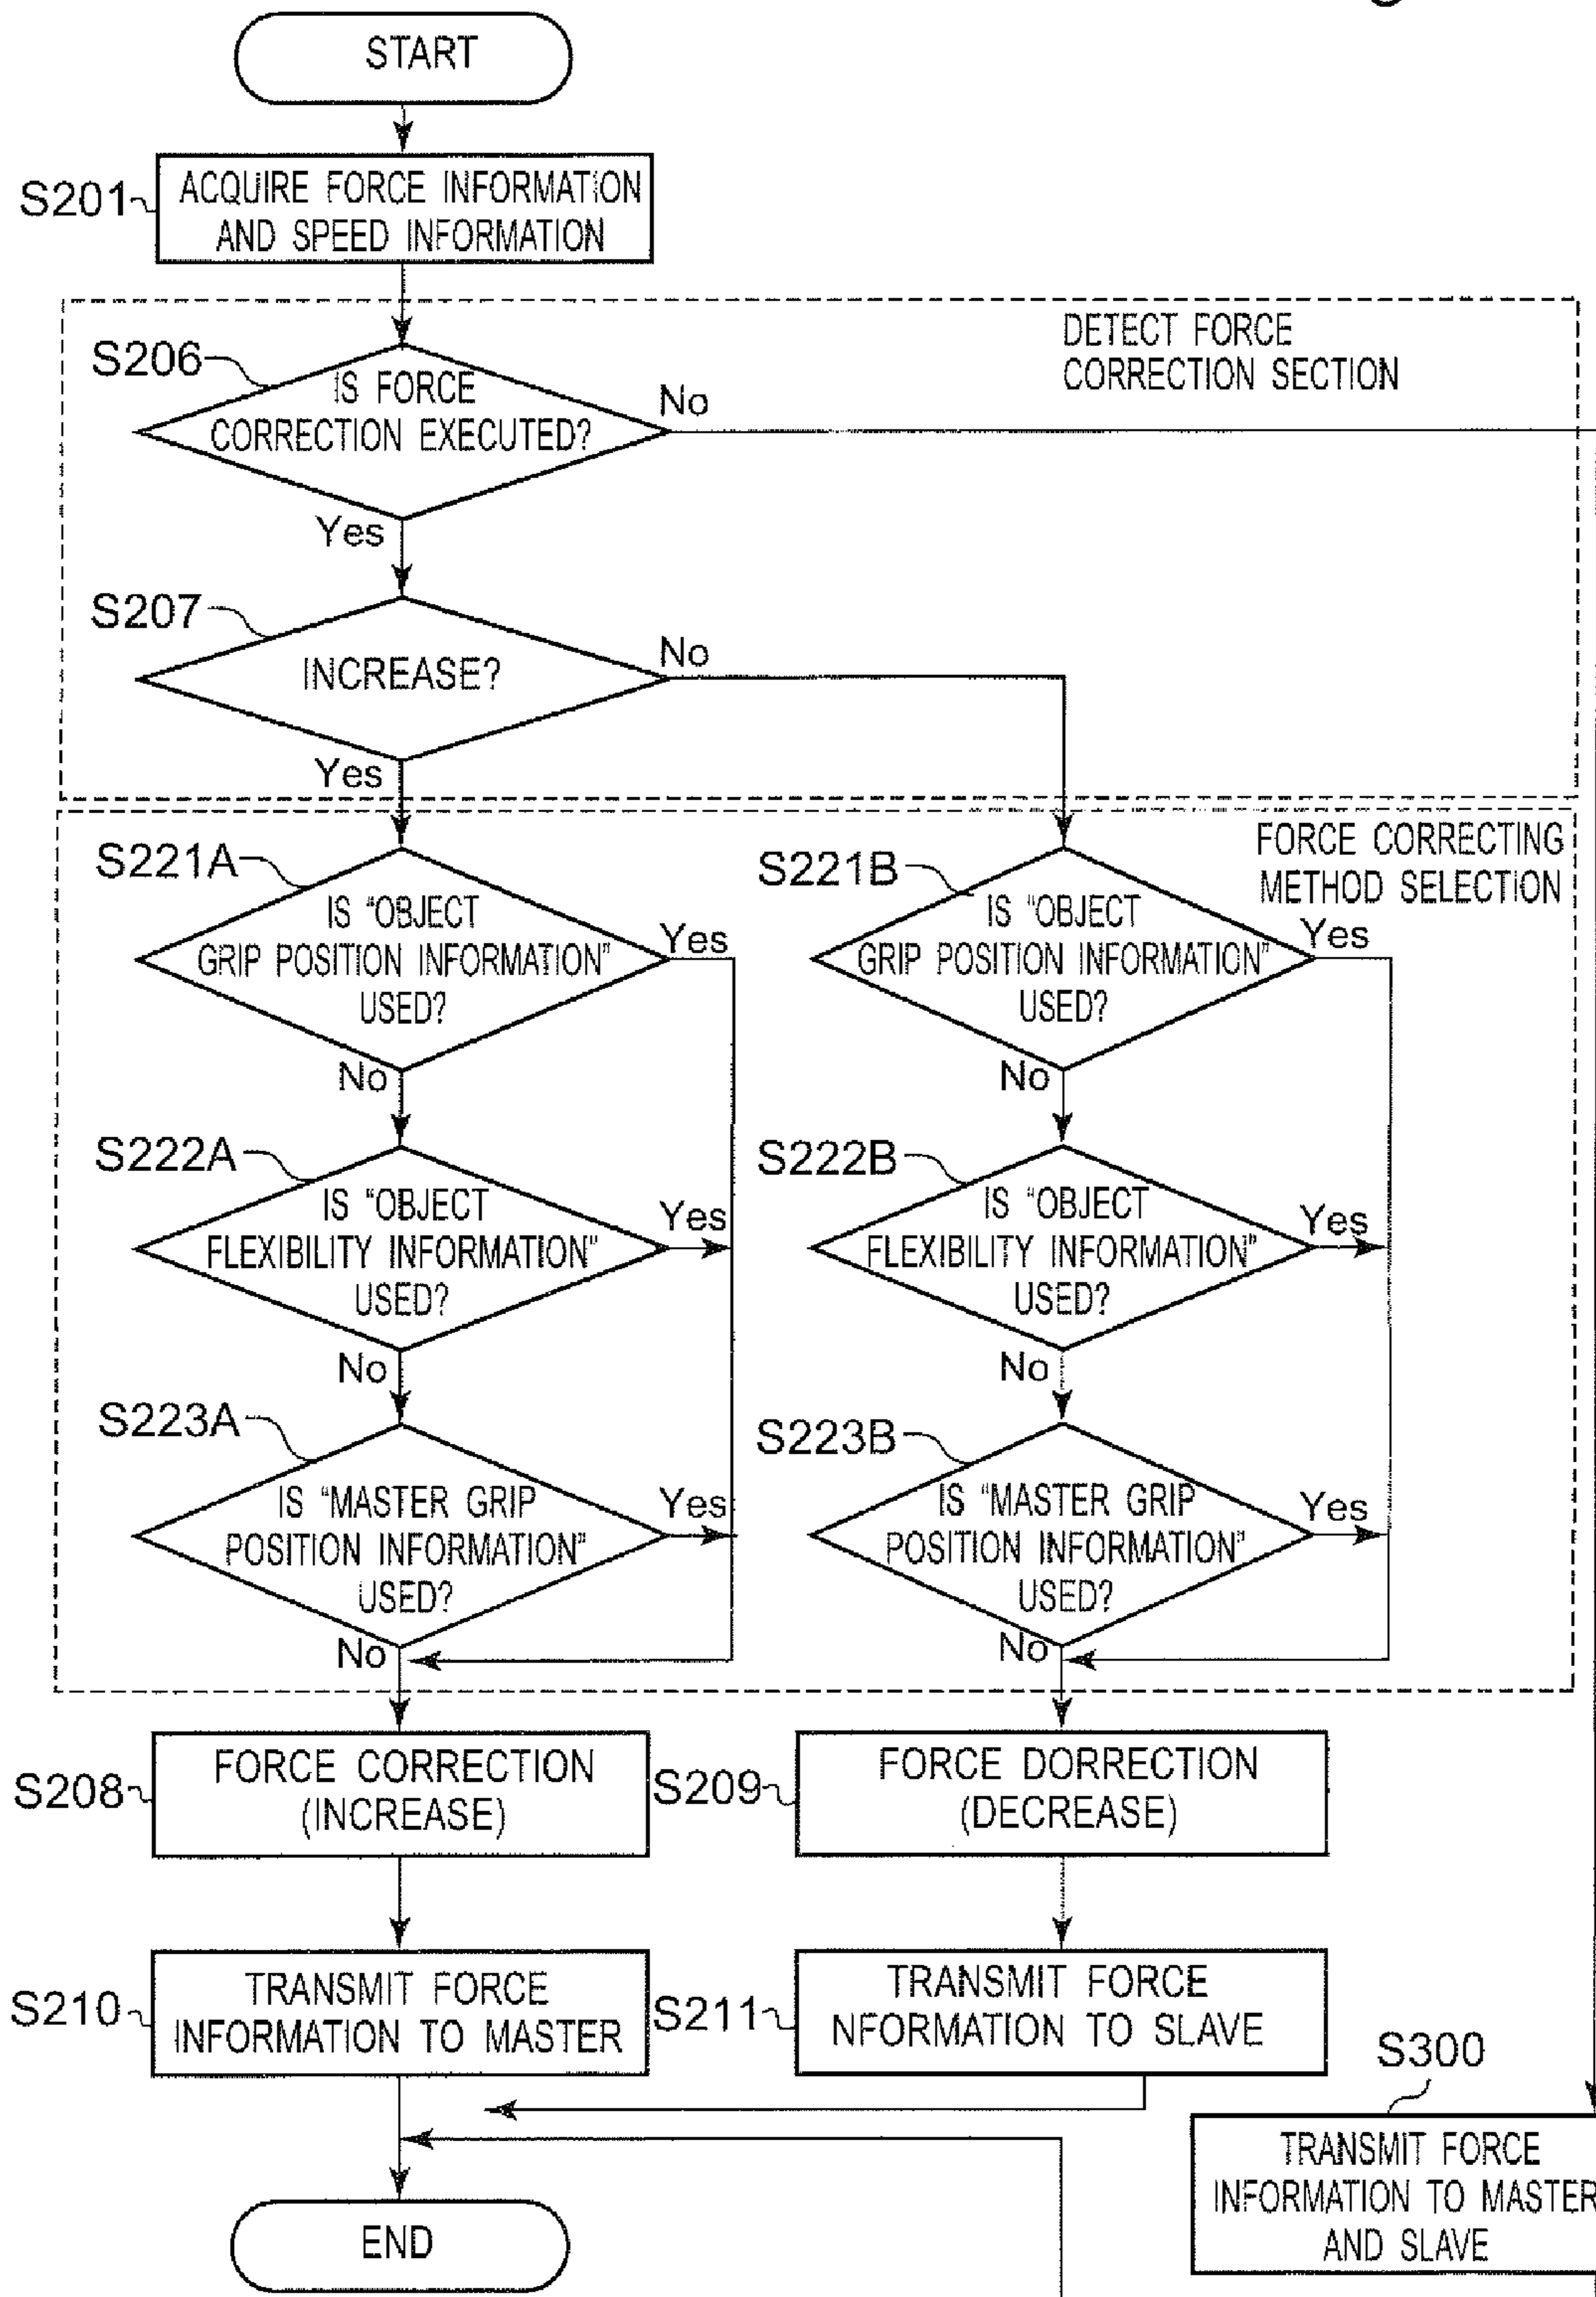 START
S201
ACQUIRE FORCE INFORMATION
AND SPEED INFORMATION
DETECT FORCE
CORRECTION SECTION
S206
IS FORCE
CORRECTION EXECUTED?
No
Yes
S207
INCREASE?
No
Yes
FORCE CORRECTING
METHOD SELECTION
S221A
IS "OBJECT
GRIP POSITION INFORMATION"
USED?
Yes
No
S221B
IS "OBJECT
GRIP POSITION INFORMATION"
USED?
Yes
No
S222A
IS "OBJECT
FLEXIBILITY INFORMATION"
USED?
Yes
No
S222B
IS "OBJECT
FLEXIBILITY INFORMATION"
USED?
Yes
No
S223A
IS "MASTER GRIP
POSITION INFORMATION"
USED?
Yes
No
S223B
IS "MASTER GRIP
POSITION INFORMATION"
USED?
Yes
No
S208
FORCE CORRECTION
(INCREASE)
S209
FORCE DORRECTION
(DECREASE)
S210
TRANSMIT FORCE
INFORMATION TO MASTER
S211
TRANSMIT FORCE
NFORMATION TO SLAVE
S300
TRANSMIT FORCE
INFORMATION TO MASTER
AND SLAVE
END